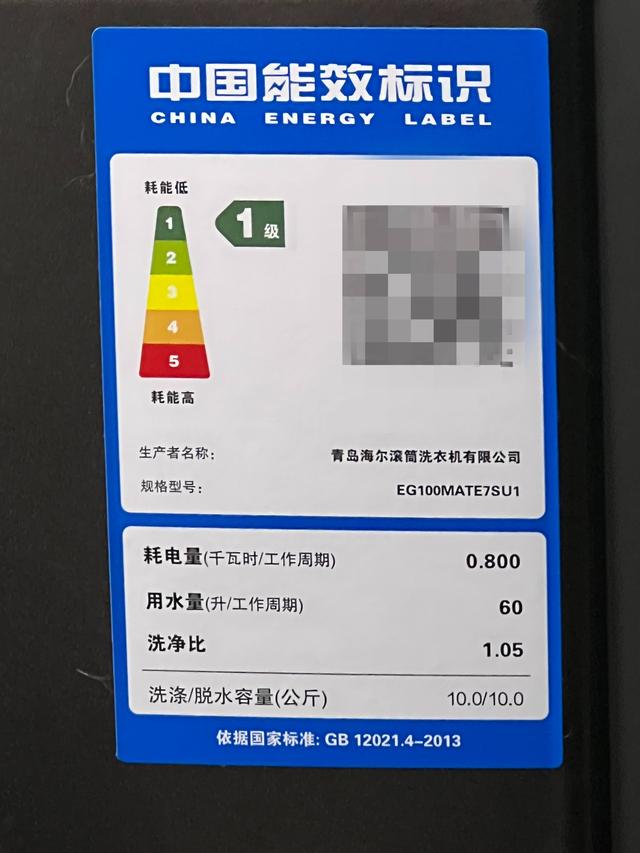 中国能效标识
CHINA ENERGY LABEL
耗能低
1
1级
2
3
4
5
耗能高
生产者名称: 青岛海尔滚筒洗衣机有限公司
规格型号: EG100MATE7SU1
耗电量(千瓦时/工作周期) 0.800
用水量(升/工作周期) 60
洗净比 1.05
洗涤/脱水容量(公斤) 10.0/10.0
依据国家标准: GB 12021.4-2013